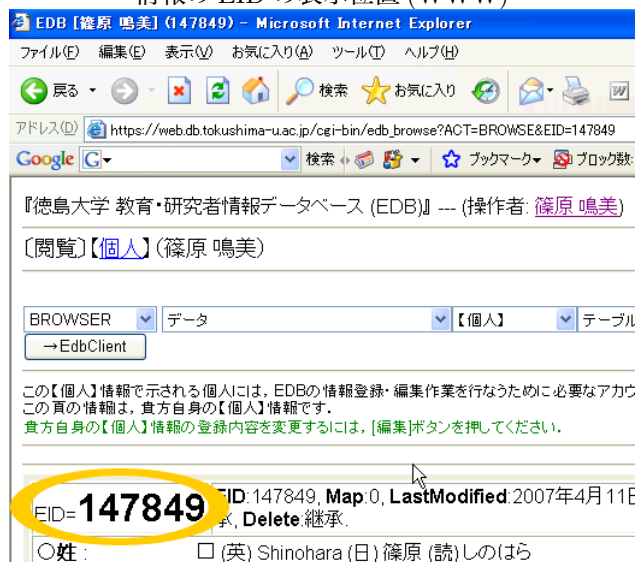 情報の EID の表示位置 (WWW)
EDB [篠原 鳴美] (147849) - Microsoft Internet Explorer
ファイル(F) 編集(E) 表示(V) お気に入り(A) ツール(T) ヘルプ(H)
戻る 検索 お気に入り
アドレス(D) https://web.db.tokushima-u.ac.jp/cgi-bin/edb_browse?ACT=BROWSE&EID=147849
Google G 検索 ブックマーク ブロック数:
『徳島大学 教育・研究者情報データベース (EDB)』 --- (操作者: 篠原 鳴美)
〔閲覧〕【個人】(篠原 鳴美)
BROWSER データ 【個人】 テーブル
→EdbClient
この【個人】情報で示される個人には，EDBの情報登録・編集作業を行なうために必要なアカウ
この頁の情報は，貴方自身の【個人】情報です．
貴方自身の【個人】情報の登録内容を変更するには，[編集]ボタンを押してください．
EID=147849 EID:147849, Map:0, LastModified:2007年4月11日
承, Delete:継承.
○姓 : □ (英) Shinohara (日) 篠原 (読) しのはら